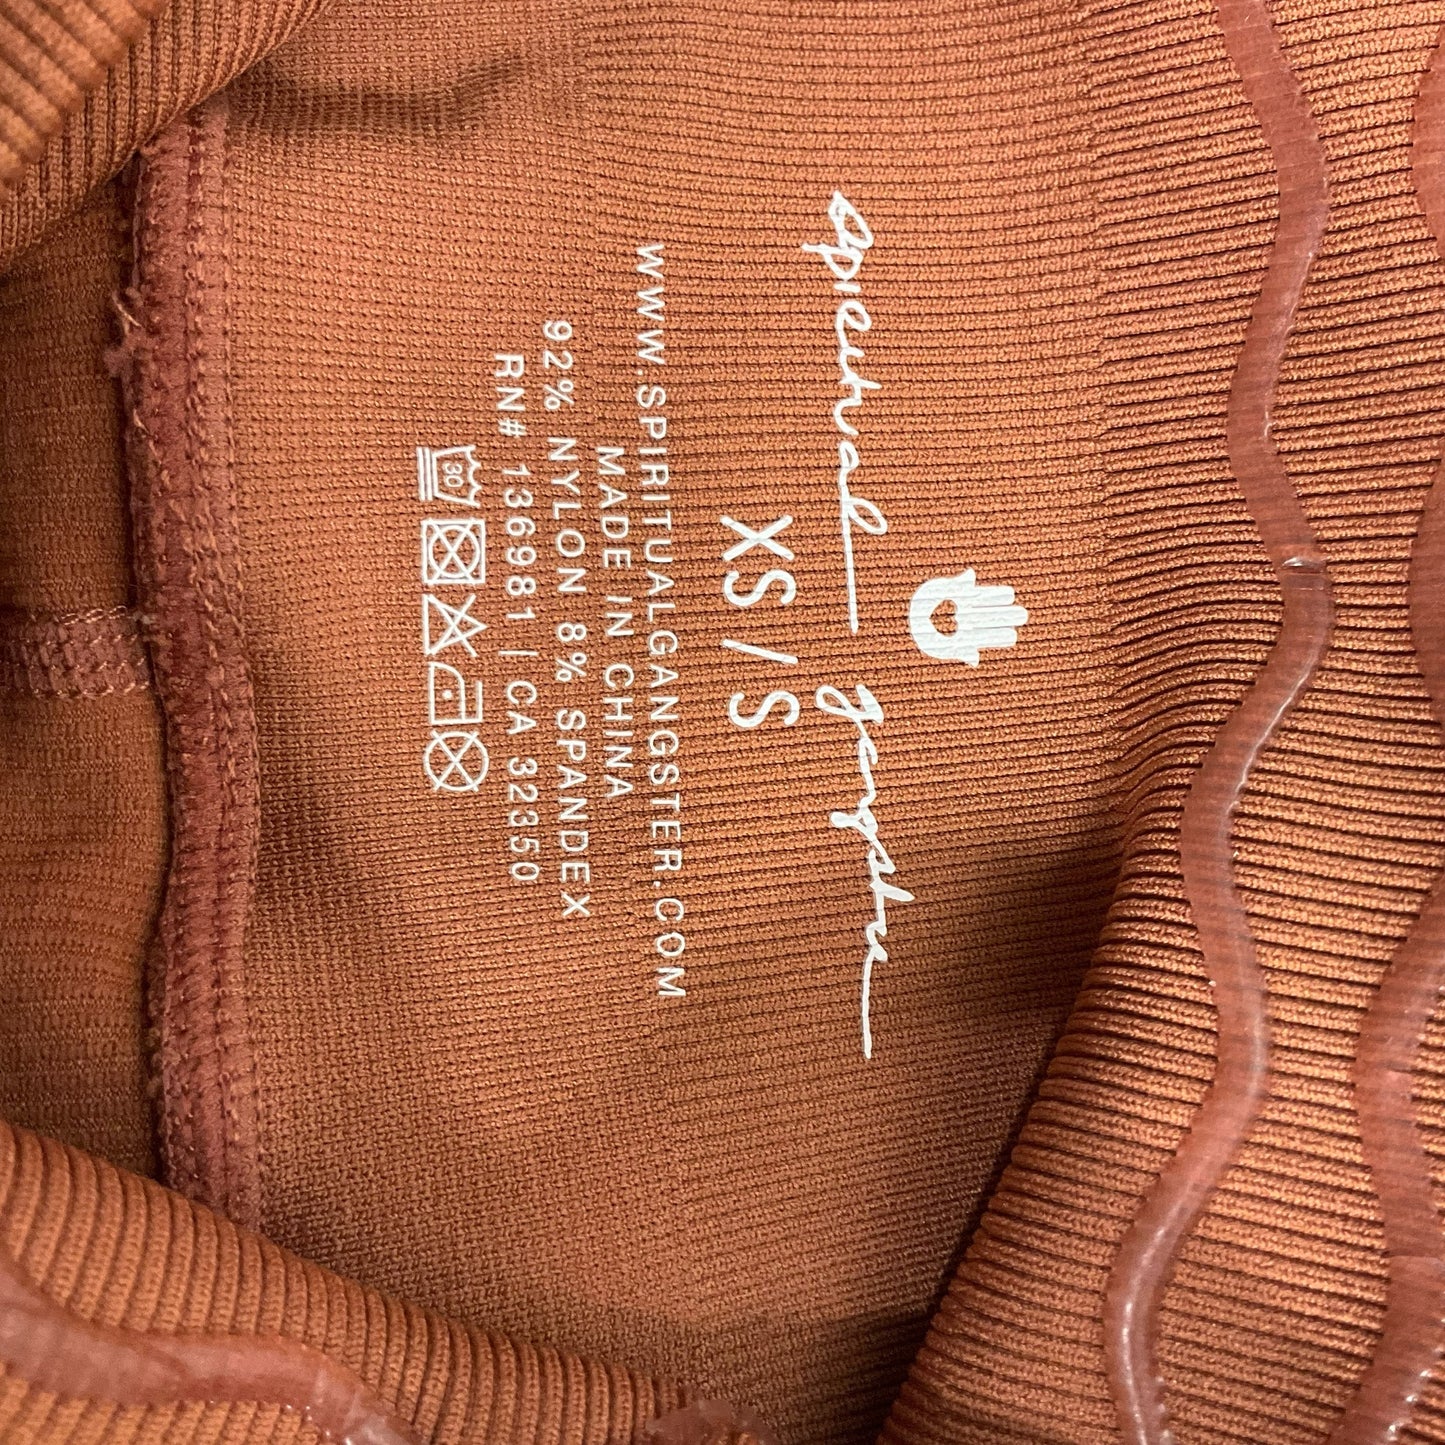 spiritual gangster
XS / S
WWW.SPIRITUALGANGSTER.COM
MADE IN CHINA
92% NYLON 8% SPANDEX
RN# 136981 | CA 32350
30